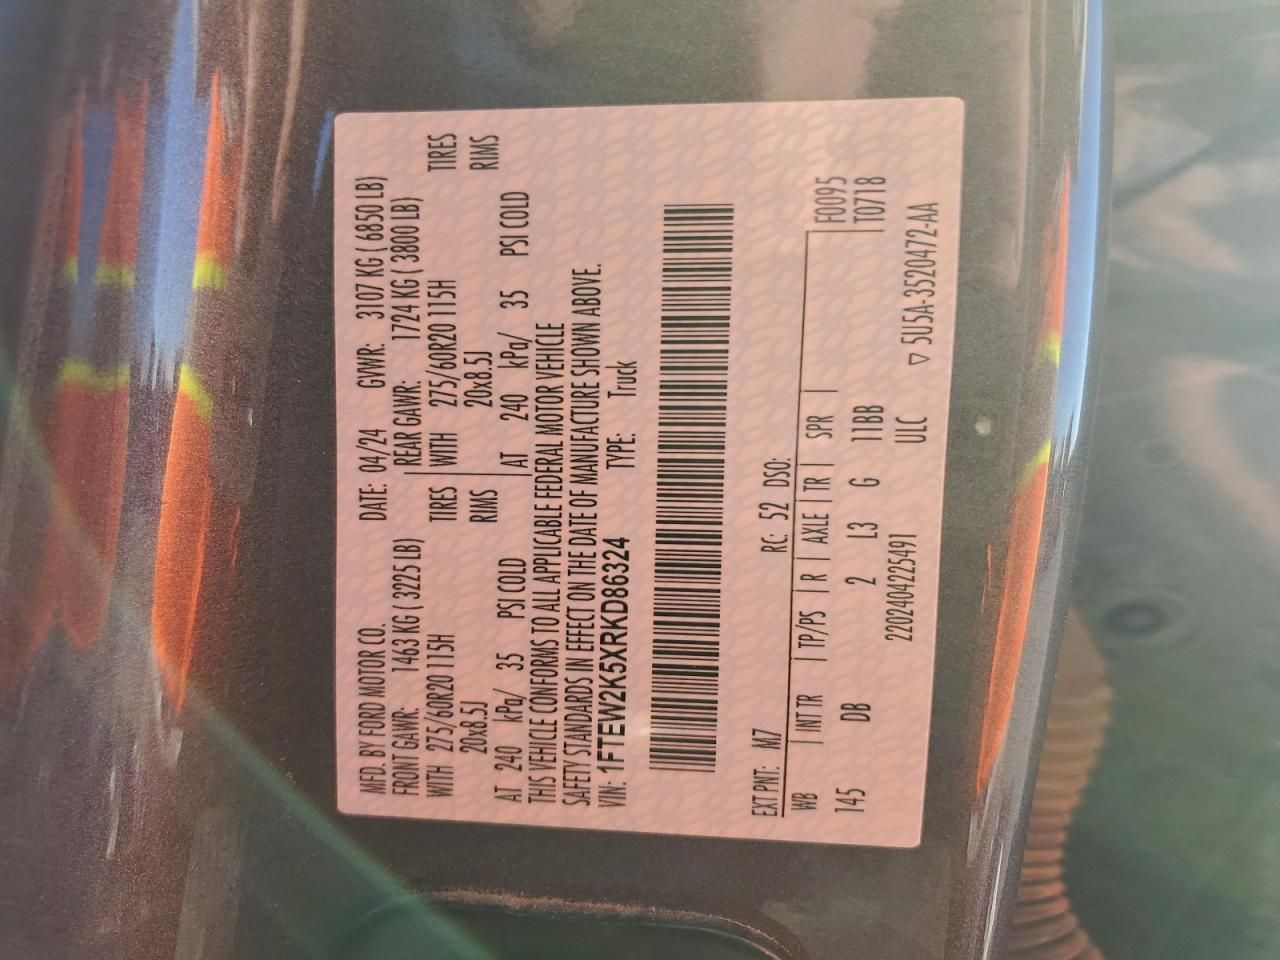 MFD. BY FORD MOTOR CO. DATE: 04/24 GVWR: 3107 KG ( 6850 LB)
FRONT GAWR: 1463 KG ( 3225 LB) REAR GAWR: 1724 KG ( 3800 LB)
WITH 275/60R20 115H TIRES WITH 275/60R20 115H TIRES
20x8.5J RIMS 20x8.5J RIMS
AT 240 kPa/ 35 PSI COLD AT 240 kPa/ 35 PSI COLD
THIS VEHICLE CONFORMS TO ALL APPLICABLE FEDERAL MOTOR VEHICLE
SAFETY STANDARDS IN EFFECT ON THE DATE OF MANUFACTURE SHOWN ABOVE.
VIN: 1FTEW2K5XRKD86324 TYPE: Truck
EXT PNT: M7 RC: 52 DSO:
WB | INT TR | TP/PS | R | AXLE | TR | SPR | F0095
145 DB 2 L3 G 11BB T0718
220240422549​1 ULC ▽ 5U5A-3520472-AA